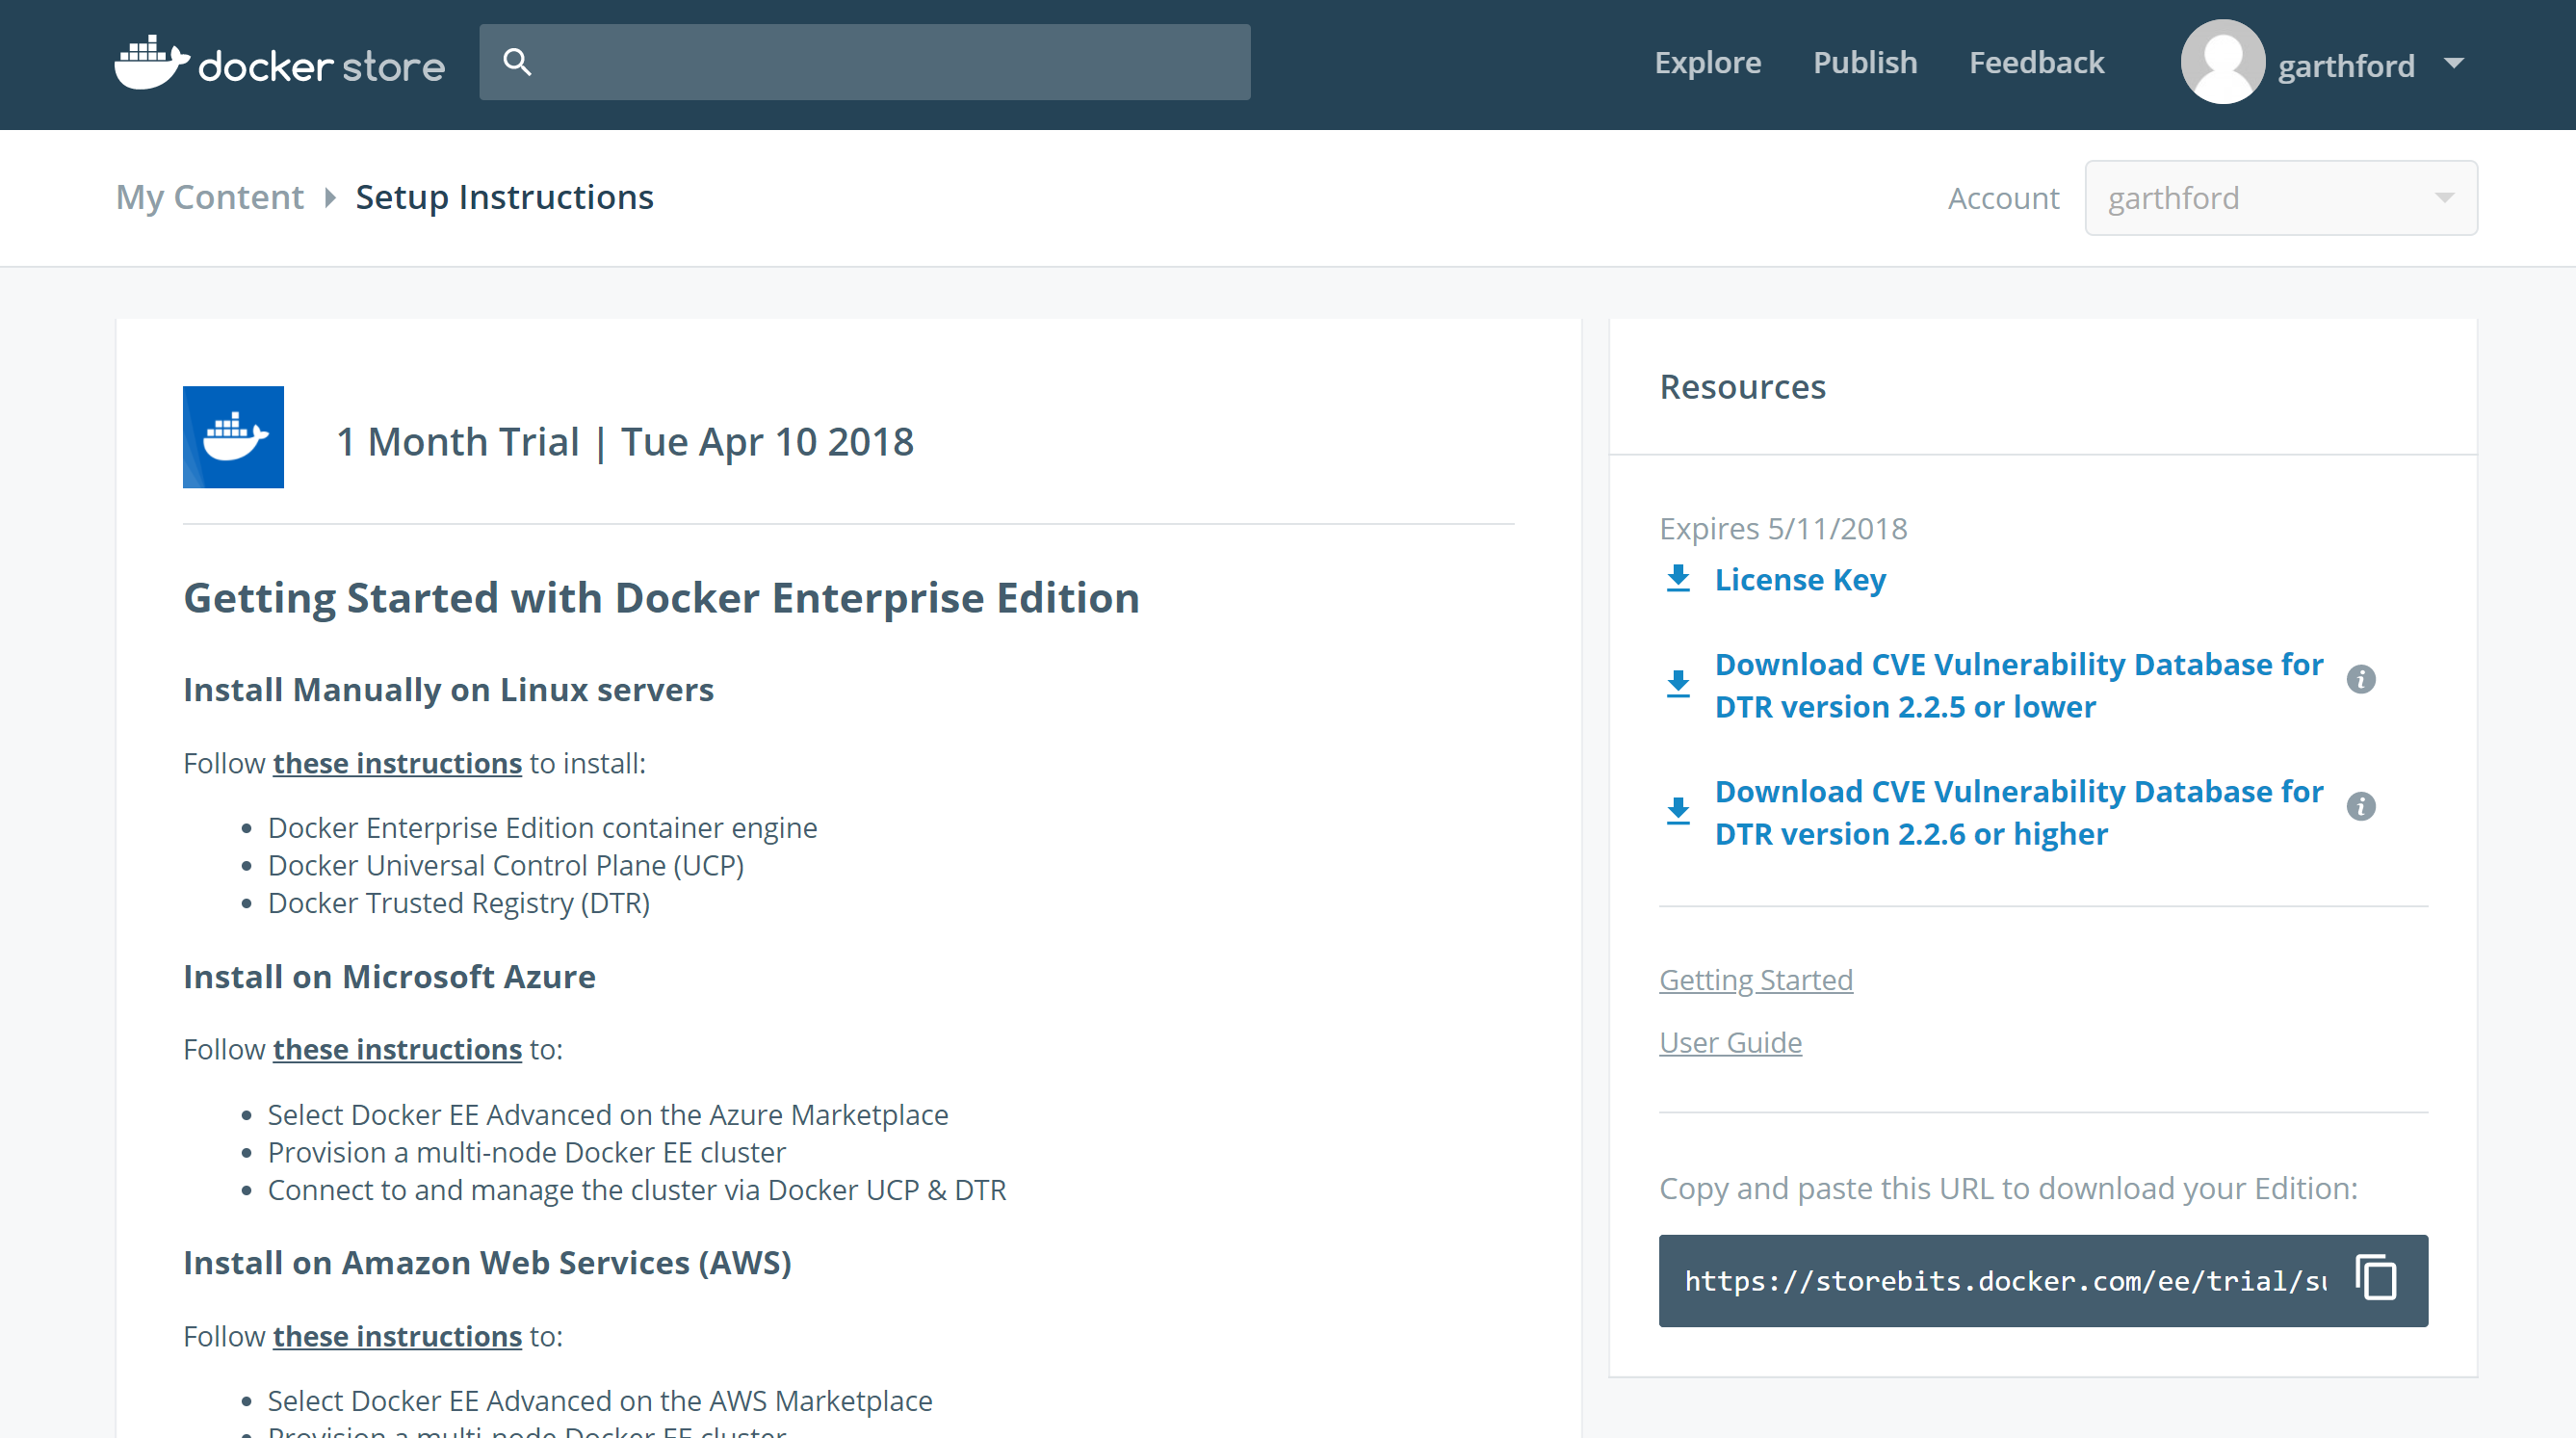 docker store
Explore
Publish
Feedback
garthford
My Content
Setup Instructions
Account
garthford
1 Month Trial | Tue Apr 10 2018
Getting Started with Docker Enterprise Edition
Install Manually on Linux servers
Follow these instructions to install:
• Docker Enterprise Edition container engine
• Docker Universal Control Plane (UCP)
• Docker Trusted Registry (DTR)
Install on Microsoft Azure
Follow these instructions to:
• Select Docker EE Advanced on the Azure Marketplace
• Provision a multi-node Docker EE cluster
• Connect to and manage the cluster via Docker UCP & DTR
Install on Amazon Web Services (AWS)
Follow these instructions to:
• Select Docker EE Advanced on the AWS Marketplace
• Provision a multi-node Docker EE cluster
Resources
Expires 5/11/2018
License Key
Download CVE Vulnerability Database for
DTR version 2.2.5 or lower
Download CVE Vulnerability Database for
DTR version 2.2.6 or higher
Getting Started
User Guide
Copy and paste this URL to download your Edition:
https://storebits.docker.com/ee/trial/su